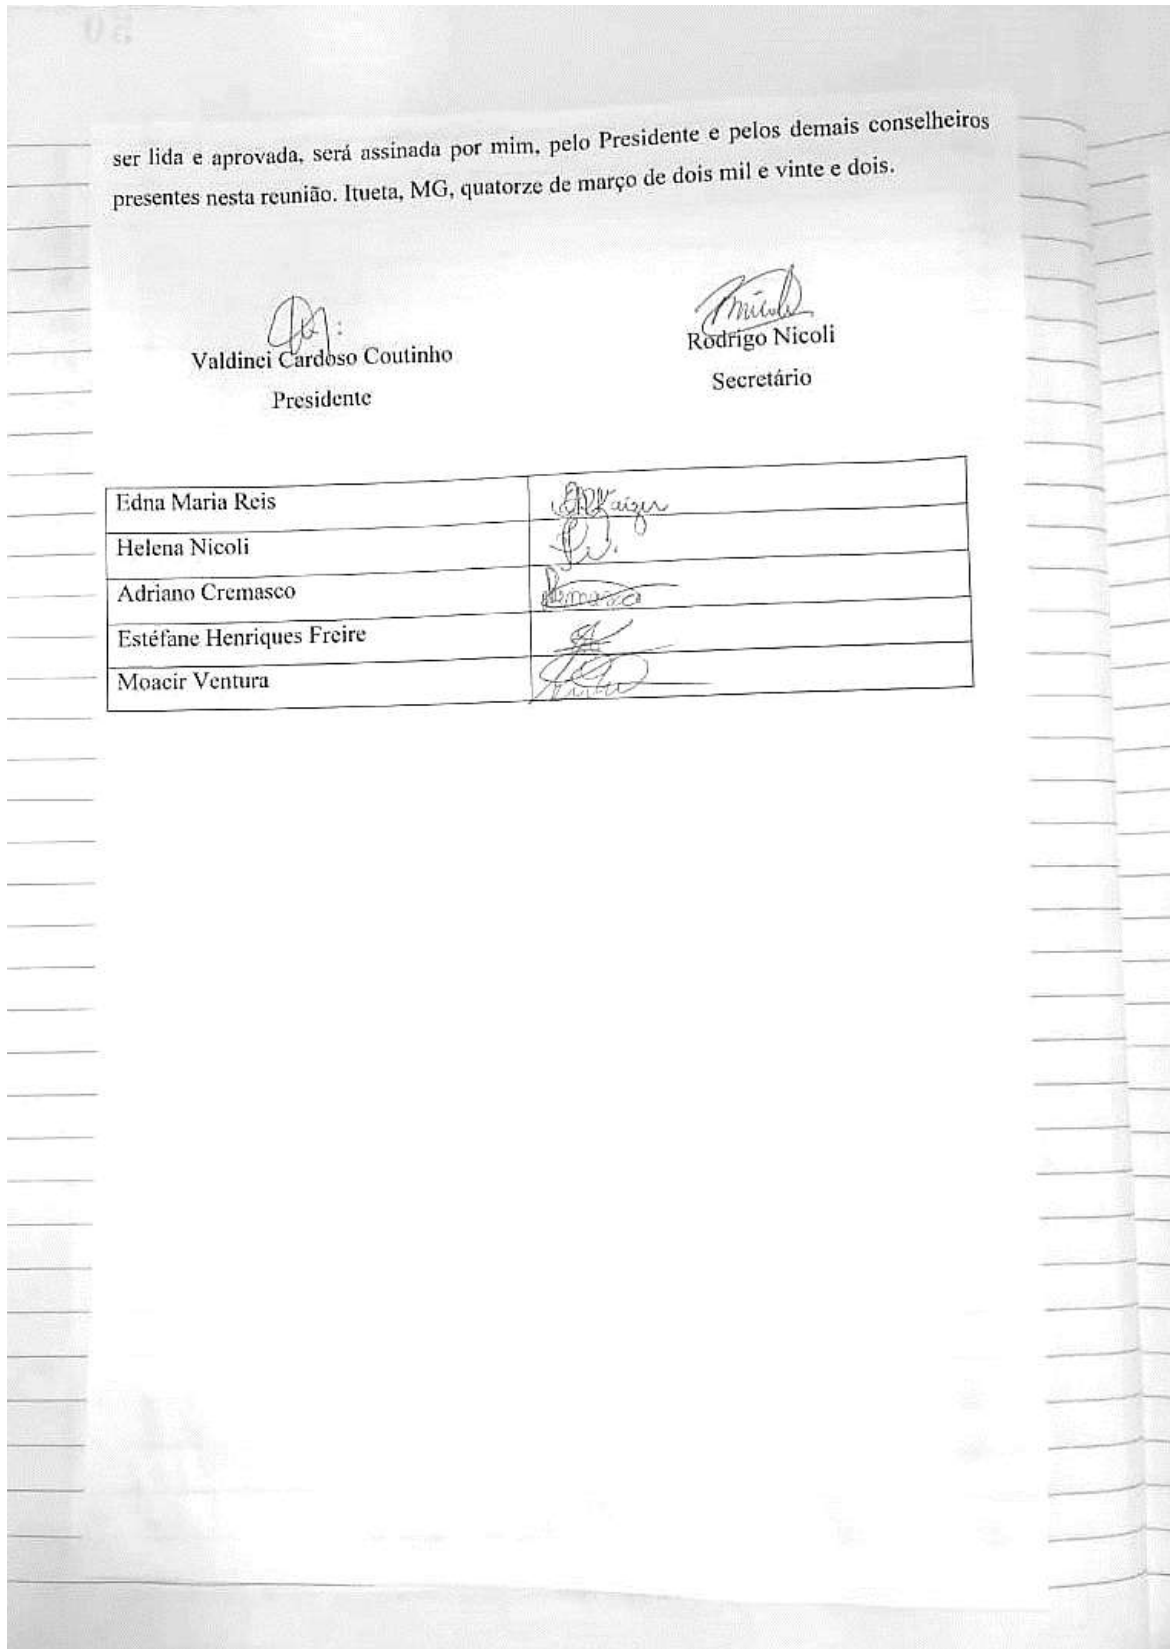 ser lida e aprovada, será assinada por mim, pelo Presidente e pelos demais conselheiros
presentes nesta reunião. Itueta, MG, quatorze de março de dois mil e vinte e dois.
Valdinei Cardoso Coutinho
Presidente
Rodrigo Nicoli
Secretário
Edna Maria Reis
Helena Nicoli
Adriano Cremasco
Estéfane Henriques Freire
Moacir Ventura